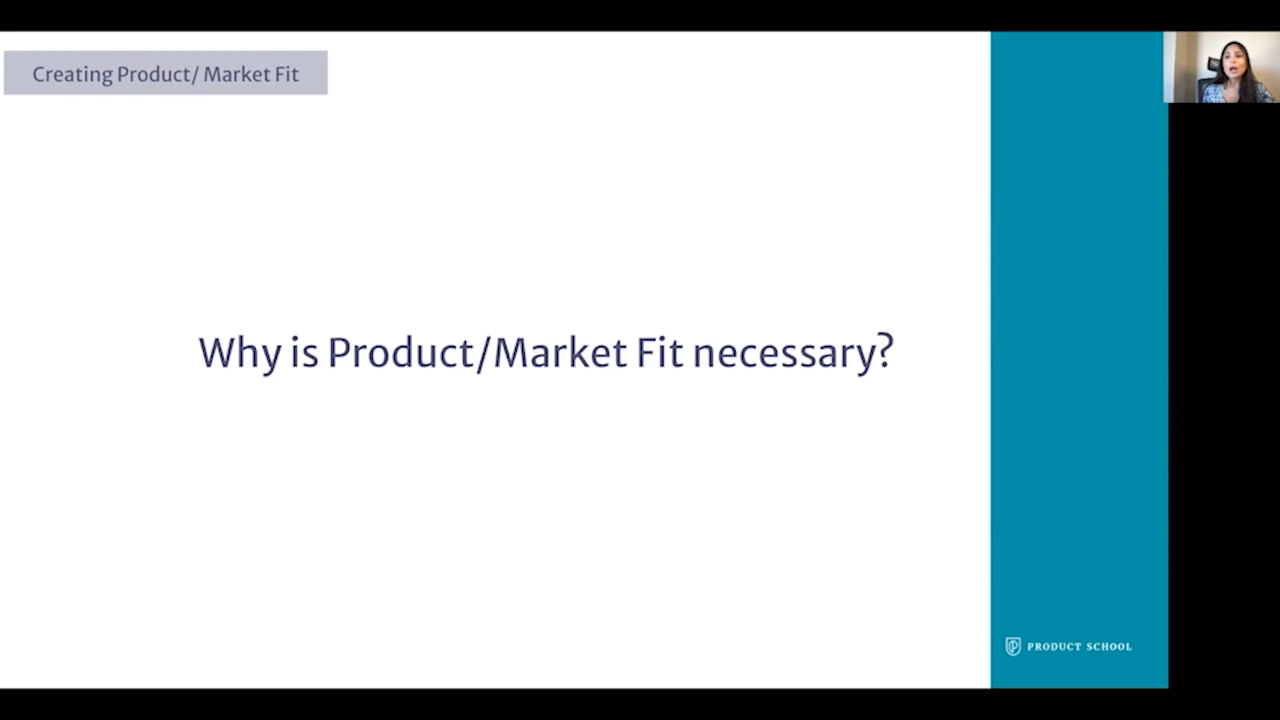 Creating Product/ Market Fit
Why is Product/Market Fit necessary?
PRODUCT SCHOOL